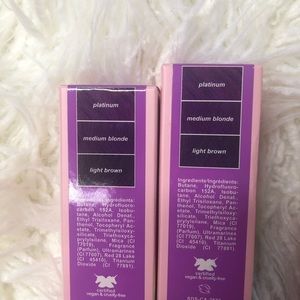 platinum
medium blonde
light brown
Ingredients/Ingrédients:
Butane, Hydrofluoro-
carbon 152A, Isobu-
tane, Alcohol Denat.,
Ethyl Trisiloxane, Pan-
thenol, Tocopheryl Ac-
etate, Trimethylsiloxy-
silicate, Triethoxyca-
prylylsilane, Mica (CI
77019), Fragrance
(Parfum), Ultramarines
(CI 77007), Red 28 Lake
(CI 45410), Titanium
Dioxide (CI 77891).
certified
vegan & cruelty-free
platinum
medium blonde
light brown
Ingredients/Ingrédients:
Butane, Hydrofluoro-
carbon 152A, Isobu-
tane, Alcohol Denat.,
Ethyl Trisiloxane, Pan-
thenol, Tocopheryl Ac-
etate, Trimethylsiloxy-
silicate, Triethoxyca-
prylylsilane, Mica (CI
77019), Fragrance
(Parfum), Ultramarines
(CI 77007), Red 28 Lake
(CI 45410), Titanium
Dioxide (CI 77891).
certified
vegan & cruelty-free